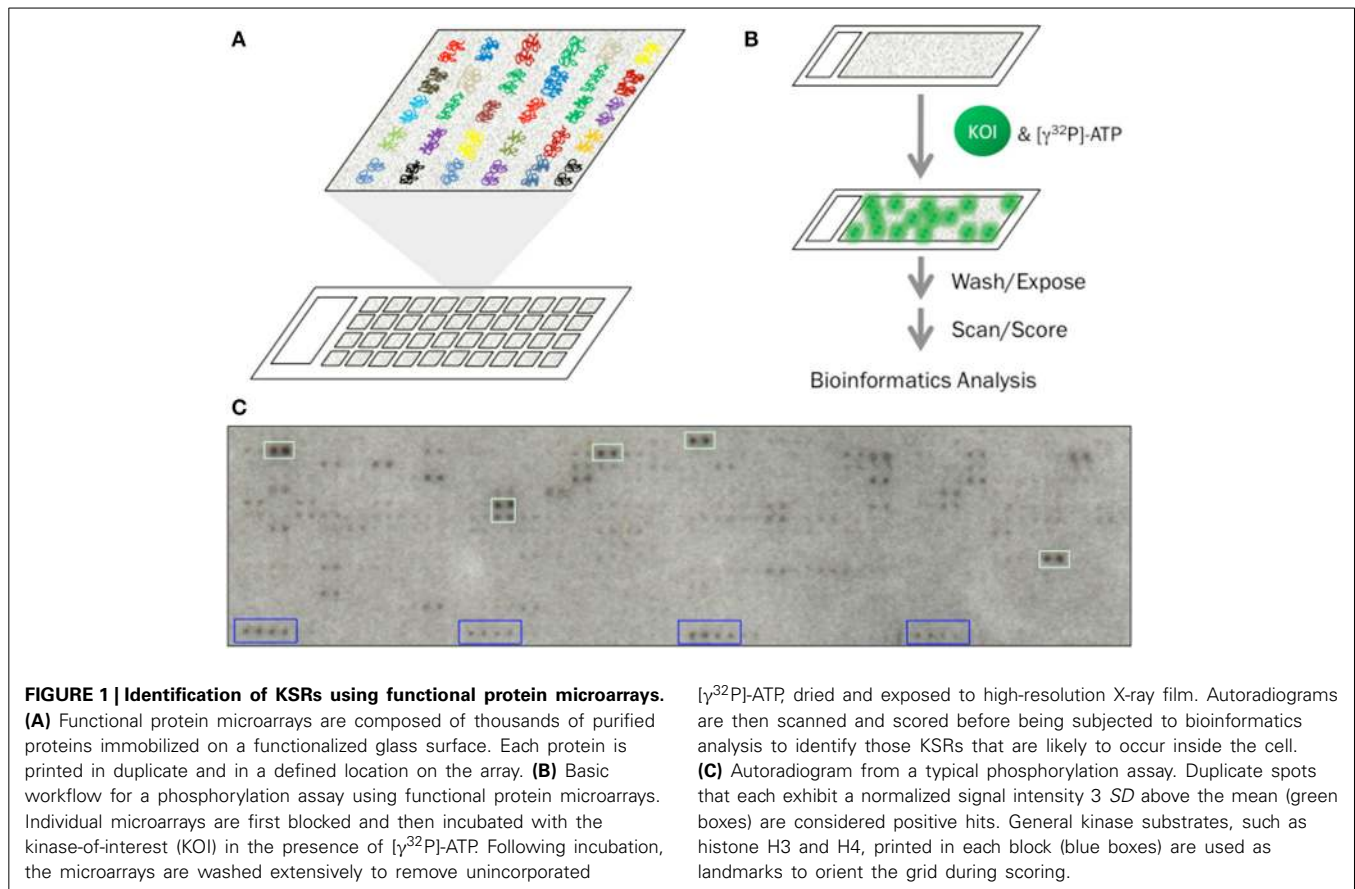 A
B
KOI & [γ³²P]-ATP
Wash/Expose
Scan/Score
Bioinformatics Analysis
C
FIGURE 1 | Identification of KSRs using functional protein microarrays.
(A) Functional protein microarrays are composed of thousands of purified
proteins immobilized on a functionalized glass surface. Each protein is
printed in duplicate and in a defined location on the array. (B) Basic
workflow for a phosphorylation assay using functional protein microarrays.
Individual microarrays are first blocked and then incubated with the
kinase-of-interest (KOI) in the presence of [γ³²P]-ATP. Following incubation,
the microarrays are washed extensively to remove unincorporated
[γ³²P]-ATP, dried and exposed to high-resolution X-ray film. Autoradiograms
are then scanned and scored before being subjected to bioinformatics
analysis to identify those KSRs that are likely to occur inside the cell.
(C) Autoradiogram from a typical phosphorylation assay. Duplicate spots
that each exhibit a normalized signal intensity 3 SD above the mean (green
boxes) are considered positive hits. General kinase substrates, such as
histone H3 and H4, printed in each block (blue boxes) are used as
landmarks to orient the grid during scoring.